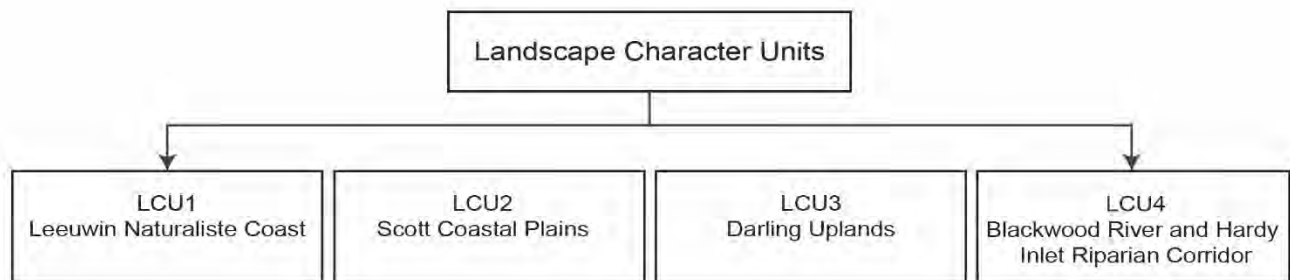 Landscape Character Units
LCU1
Leeuwin Naturaliste Coast
LCU2
Scott Coastal Plains
LCU3
Darling Uplands
LCU4
Blackwood River and Hardy
Inlet Riparian Corridor